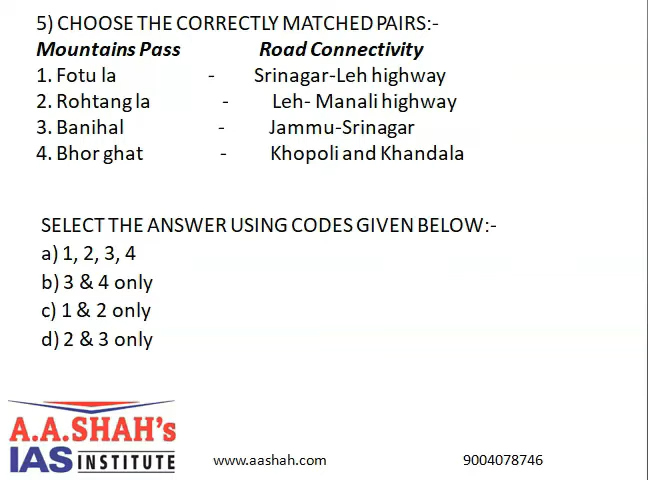 5) CHOOSE THE CORRECTLY MATCHED PAIRS:-
Mountains Pass Road Connectivity
1. Fotu la - Srinagar-Leh highway
2. Rohtang la - Leh- Manali highway
3. Banihal - Jammu-Srinagar
4. Bhor ghat - Khopoli and Khandala
SELECT THE ANSWER USING CODES GIVEN BELOW:-
a) 1, 2, 3, 4
b) 3 & 4 only
c) 1 & 2 only
d) 2 & 3 only
A.A.SHAH's
IAS INSTITUTE www.aashah.com 9004078746